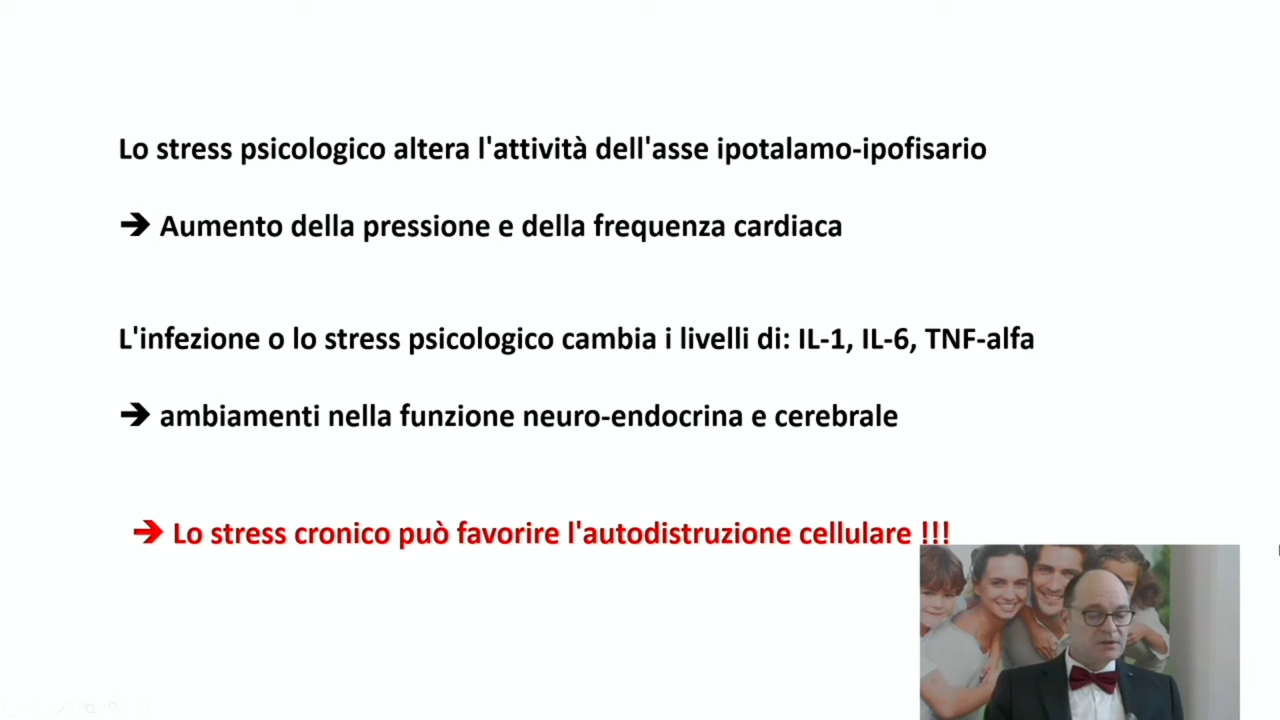 Lo stress psicologico altera l'attività dell'asse ipotalamo-ipofisario
➔ Aumento della pressione e della frequenza cardiaca
L'infezione o lo stress psicologico cambia i livelli di: IL-1, IL-6, TNF-alfa
➔ ambiamenti nella funzione neuro-endocrina e cerebrale
➔ Lo stress cronico può favorire l'autodistruzione cellulare !!!